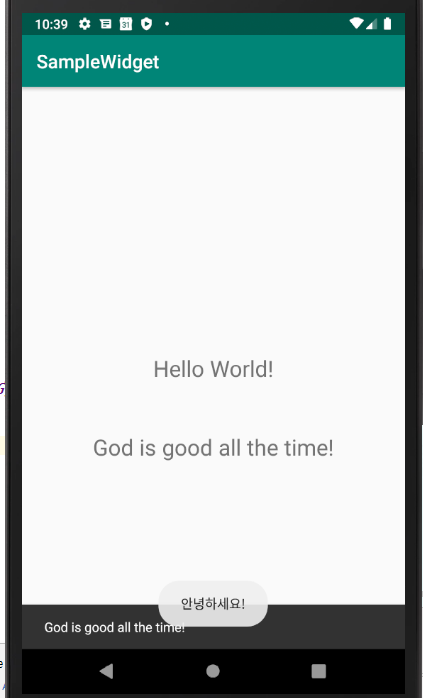 10:39
31
SampleWidget
Hello World!
God is good all the time!
안녕하세요!
God is good all the time!